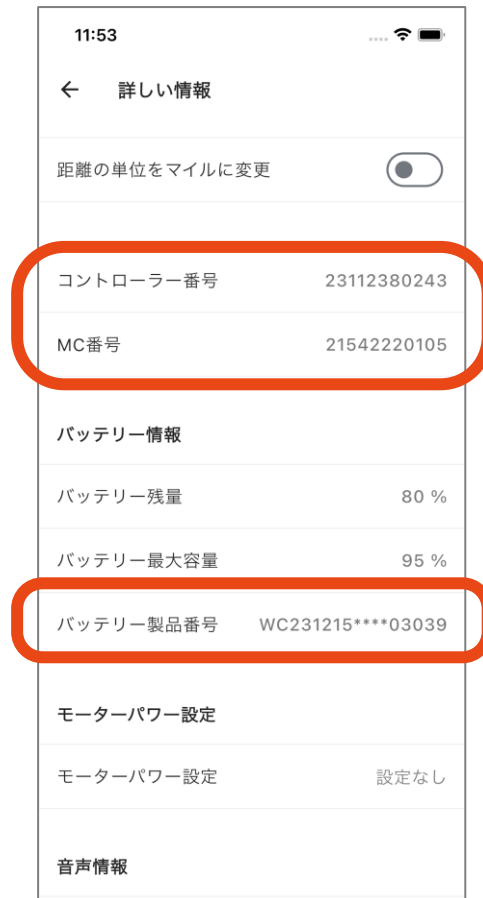 11:53
詳しい情報
距離の単位をマイルに変更
コントローラー番号 23112380243
MC番号 21542220105
バッテリー情報
バッテリー残量 80 %
バッテリー最大容量 95 %
バッテリー製品番号 WC231215****03039
モーターパワー設定
モーターパワー設定 設定なし
音声情報